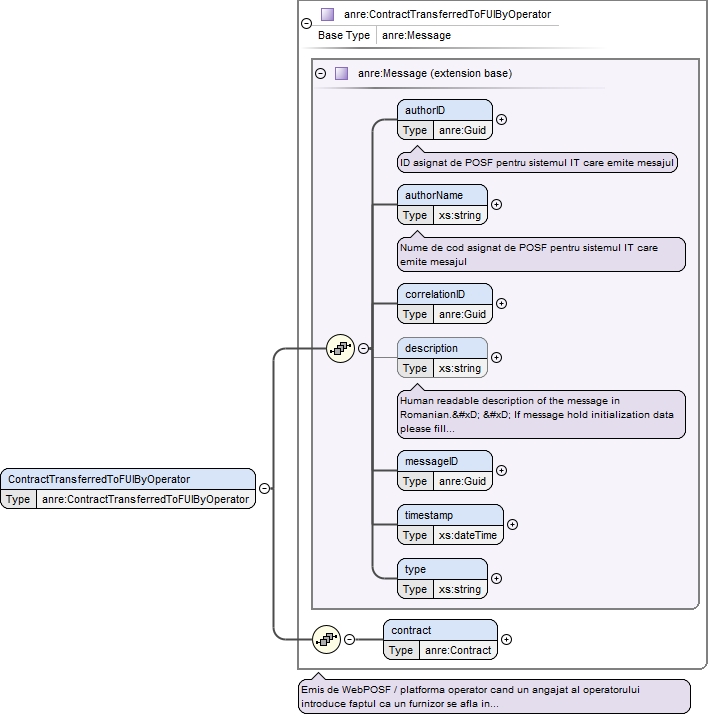 anre:ContractTransferredToFUIByOperator
Base Type anre:Message
anre:Message (extension base)
authorID
Type anre:Guid
ID asignat de POSF pentru sistemul IT care emite mesajul
authorName
Type xs:string
Nume de cod asignat de POSF pentru sistemul IT care
emite mesajul
correlationID
Type anre:Guid
description
Type xs:string
Human readable description of the message in
Romanian.&#xD; &#xD; If message hold initialization data
please fill...
messageID
Type anre:Guid
timestamp
Type xs:dateTime
type
Type xs:string
ContractTransferredToFUIByOperator
Type anre:ContractTransferredToFUIByOperator
contract
Type anre:Contract
Emis de WebPOSF / platforma operator cand un angajat al operatorului
introduce faptul ca un furnizor se afla in...